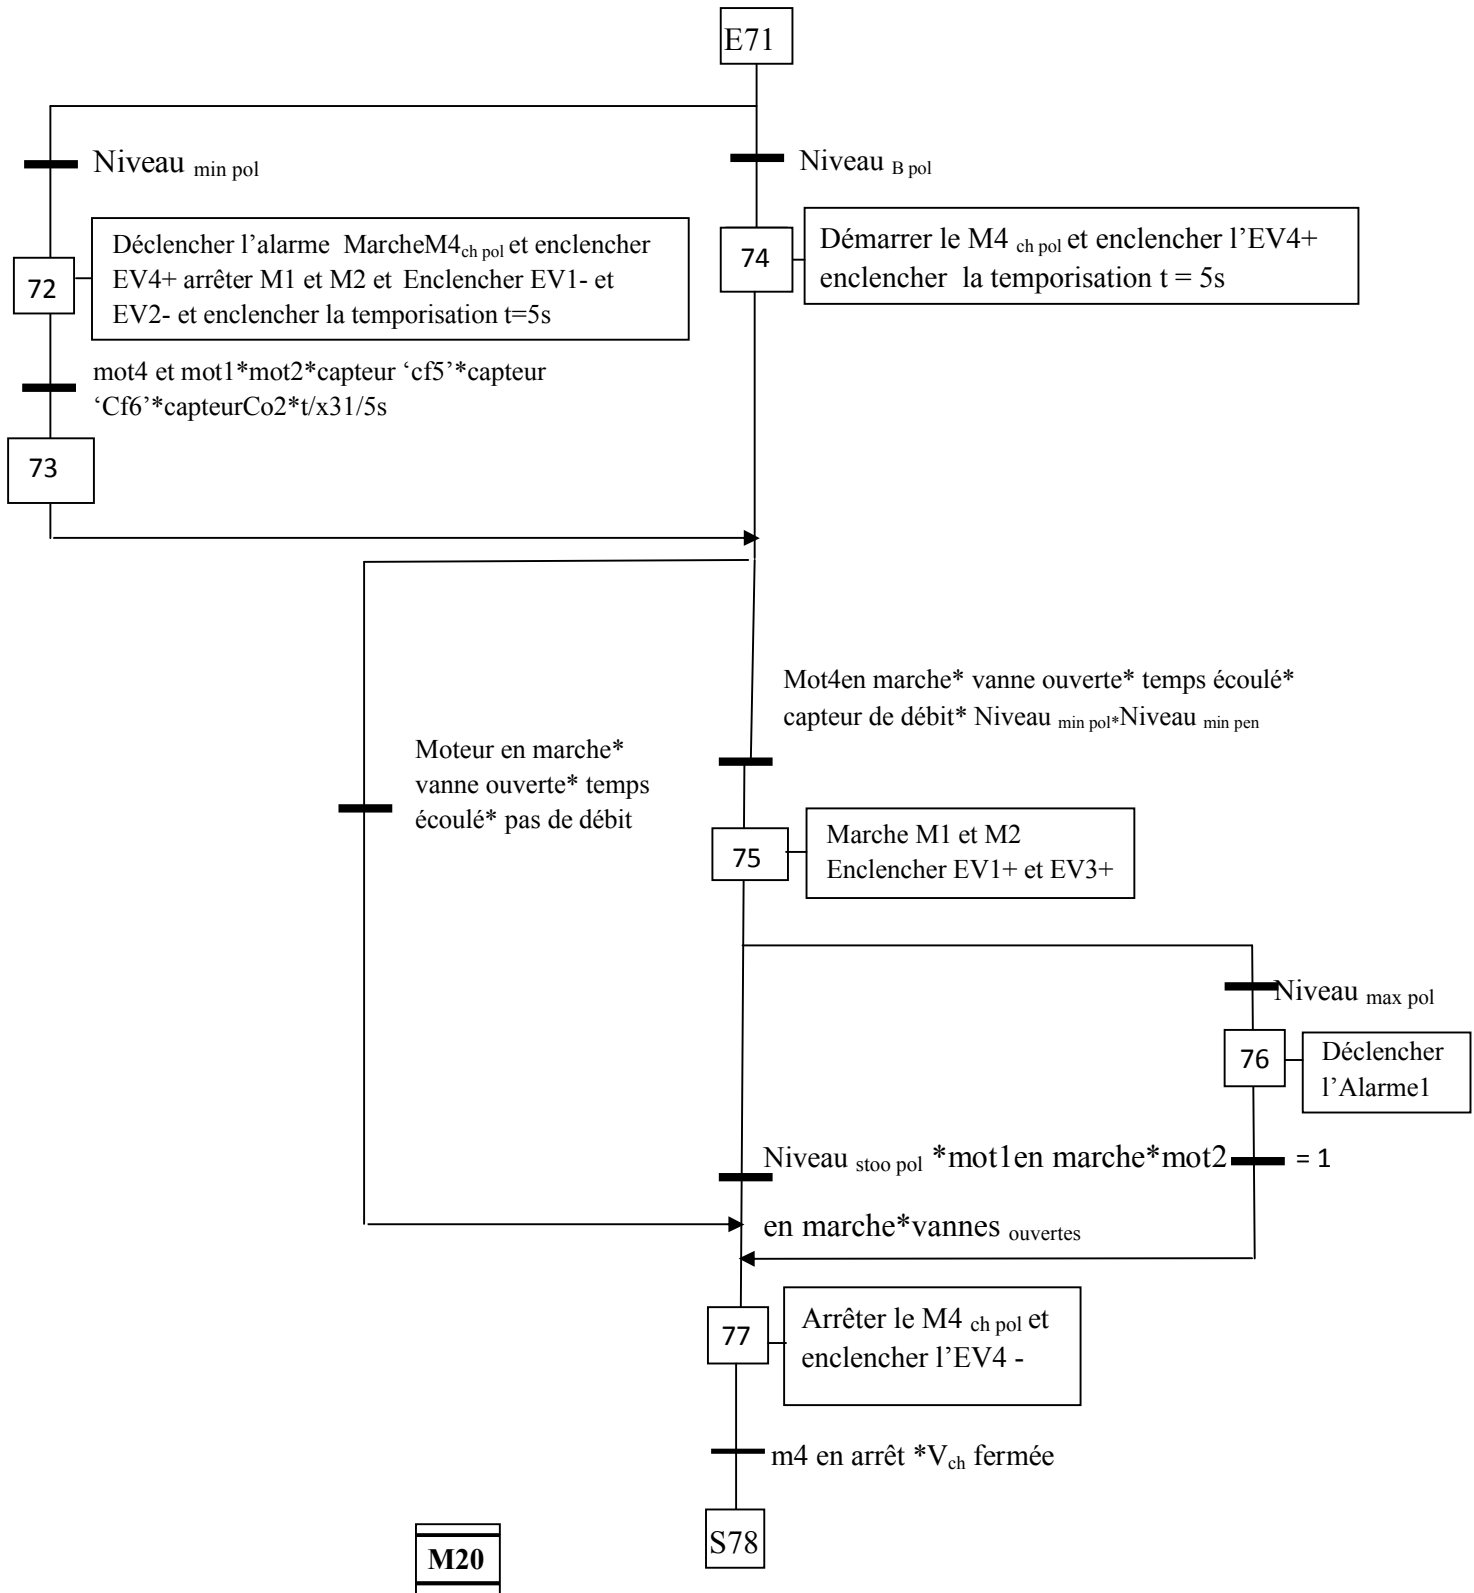 E71
Niveau min pol
Niveau B pol
72
Déclencher l’alarme MarcheM4ch pol et enclencher
EV4+ arrêter M1 et M2 et Enclencher EV1- et
EV2- et enclencher la temporisation t=5s
74
Démarrer le M4 ch pol et enclencher l’EV4+
enclencher la temporisation t = 5s
mot4 et mot1*mot2*capteur ‘cf5’*capteur
‘Cf6’*capteurCo2*t/x31/5s
73
Mot4en marche* vanne ouverte* temps écoulé*
capteur de débit* Niveau min pol*Niveau min pen
Moteur en marche*
vanne ouverte* temps
écoulé* pas de débit
75
Marche M1 et M2
Enclencher EV1+ et EV3+
Niveau max pol
76
Déclencher
l’Alarme1
Niveau stoo pol *mot1en marche*mot2
= 1
en marche*vannes ouvertes
77
Arrêter le M4 ch pol et
enclencher l’EV4 -
m4 en arrêt *Vch fermée
S78
M20